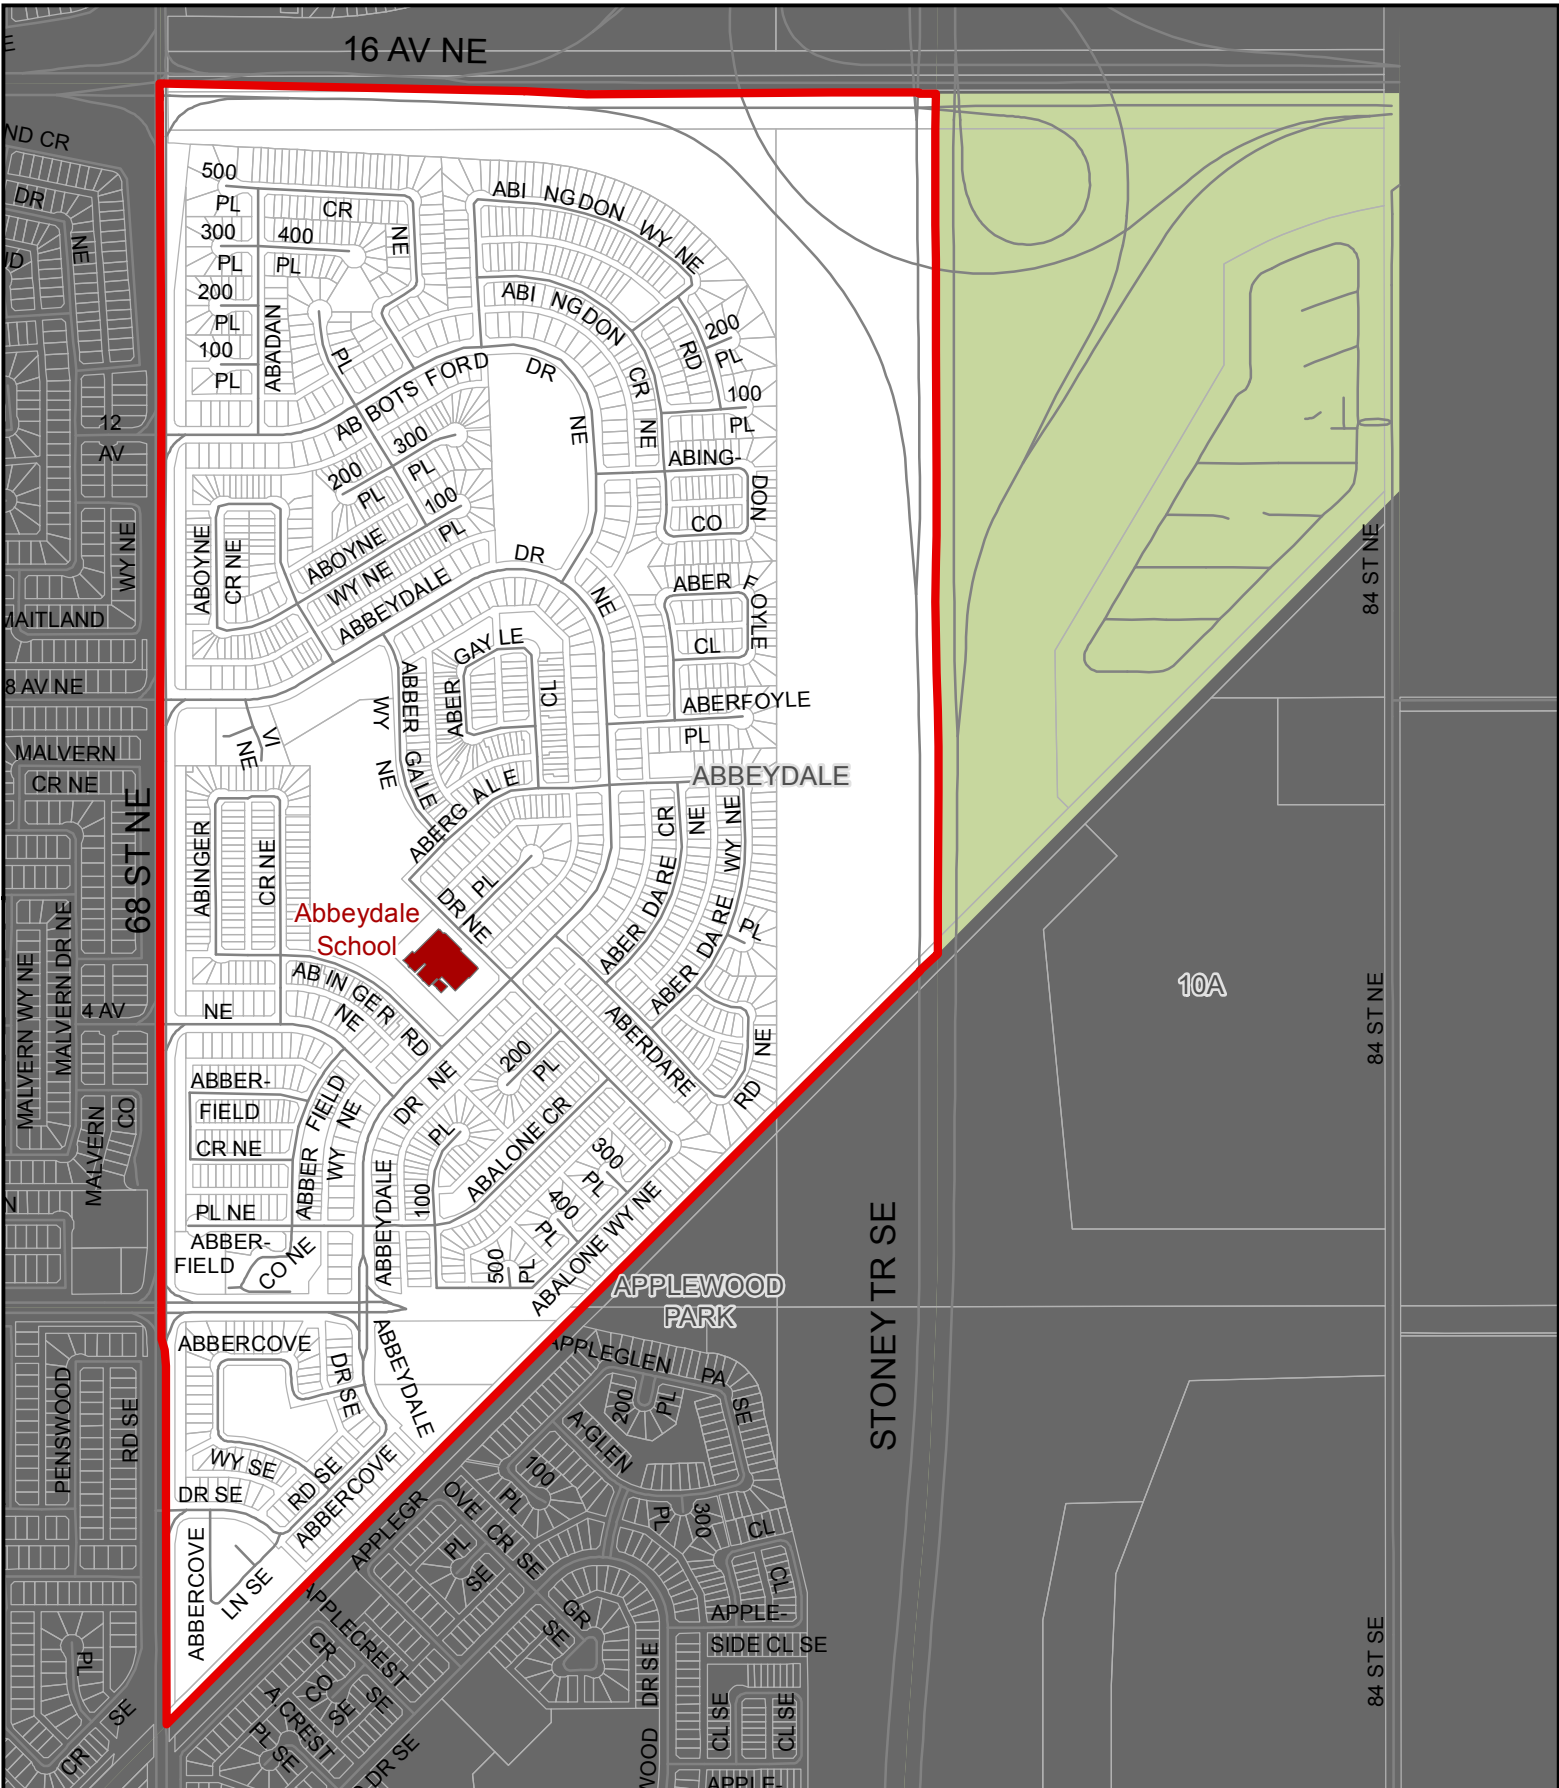 16 AV NE
ND CR
DR
NE
500
PL
CR
NE
300
400
PL
PL
200
PL
100
PL
ABADAN
PL
ABI NGDON WY NE
ABI NGDON CR NE
RD
200
PL
100
PL
ABBOTS FORD DR NE
300
PL
200
PL
100
PL
12
AV
WY NE
MAITLAND
8 AV NE
ABOYNE
CR NE
ABOYNE
WY NE
ABBEYDALE DR NE
ABING-
DON
CO
ABER FOYLE
CL
ABERFOYLE
PL
GAY LE
ABER
CL
ABBER GALE
WY NE
VI
NE
MALVERN
CR NE
68 ST NE
ABERG ALE
DR NE
PL
ABBEYDALE
ABINGER
CR NE
Abbeydale
School
ABER DARE CR NE
ABER DARE WY NE
PL
ABERDARE
RD
NE
ABINGER RD
NE
NE
4 AV
MALVERN WY NE
MALVERN DR NE
MALVERN
CO
ABBER-
FIELD
CR NE
ABBER FIELD
WY NE
PL NE
ABBER-
FIELD
CO NE
ABBEYDALE
DR NE
200
PL
100
PL
ABALONE CR
300
PL
400
PL
500
PL
ABALONE WY NE
84 ST NE
84 ST NE
10A
STONEY TR SE
APPLEWOOD
PARK
ABBERCOVE
DR SE
ABBEYDALE
WY SE
RD SE
DR SE
ABBERCOVE
ABBERCOVE
LN SE
PENSWOOD
RD SE
PL
CR
SE
APPLEGLEN
PA
SE
200
PL
A-GLEN
100
PL
PL
300
CL
CL
APPLEGR OVE CR SE
PL
SE
GR
SE
APPLE-
SIDE CL SE
APPLECREST
SE
CR
CO
SE
A.CREST
PL SE
DR SE
WOOD DR SE
CL SE
CL SE
APPLE-
84 ST SE